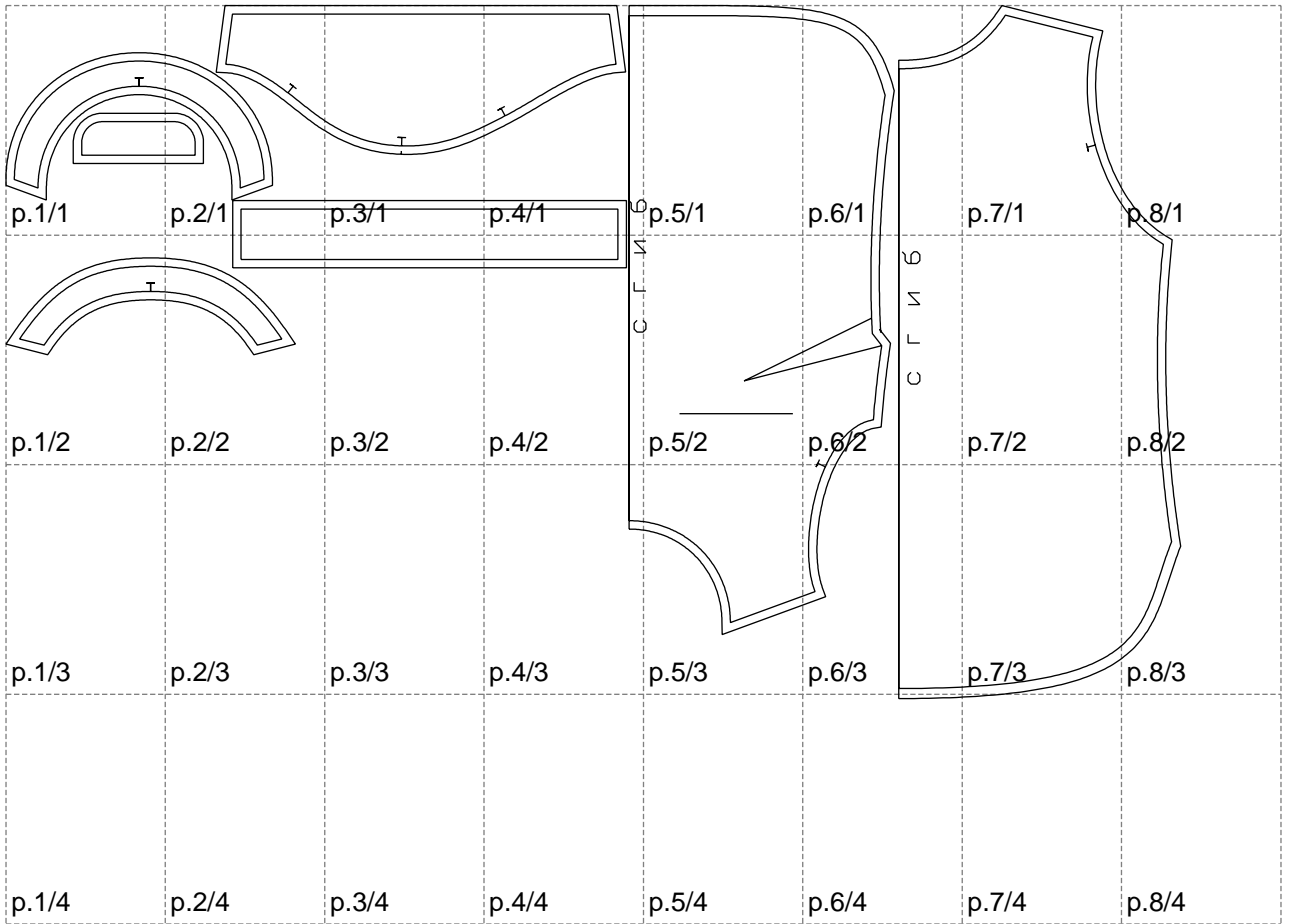 p.1/1 p.2/1 p.3/1 p.4/1 p.5/1 p.6/1 p.7/1 p.8/1
p.1/2 p.2/2 p.3/2 p.4/2 p.5/2 p.6/2 p.7/2 p.8/2
p.1/3 p.2/3 p.3/3 p.4/3 p.5/3 p.6/3 p.7/3 p.8/3
p.1/4 p.2/4 p.3/4 p.4/4 p.5/4 p.6/4 p.7/4 p.8/4
С Г И б
С Г И б